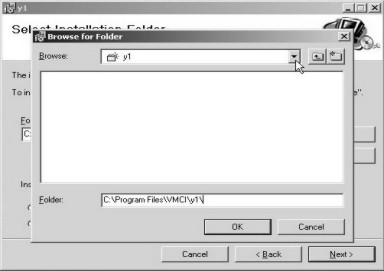 y1
Select Installation Folder
Browse for Folder
Browse:
y1
The i
To in
e".
Fo
C:
Ins
Folder:
C:\Program Files\VMCI\y1\
OK
Cancel
Cancel
< Back
Next >